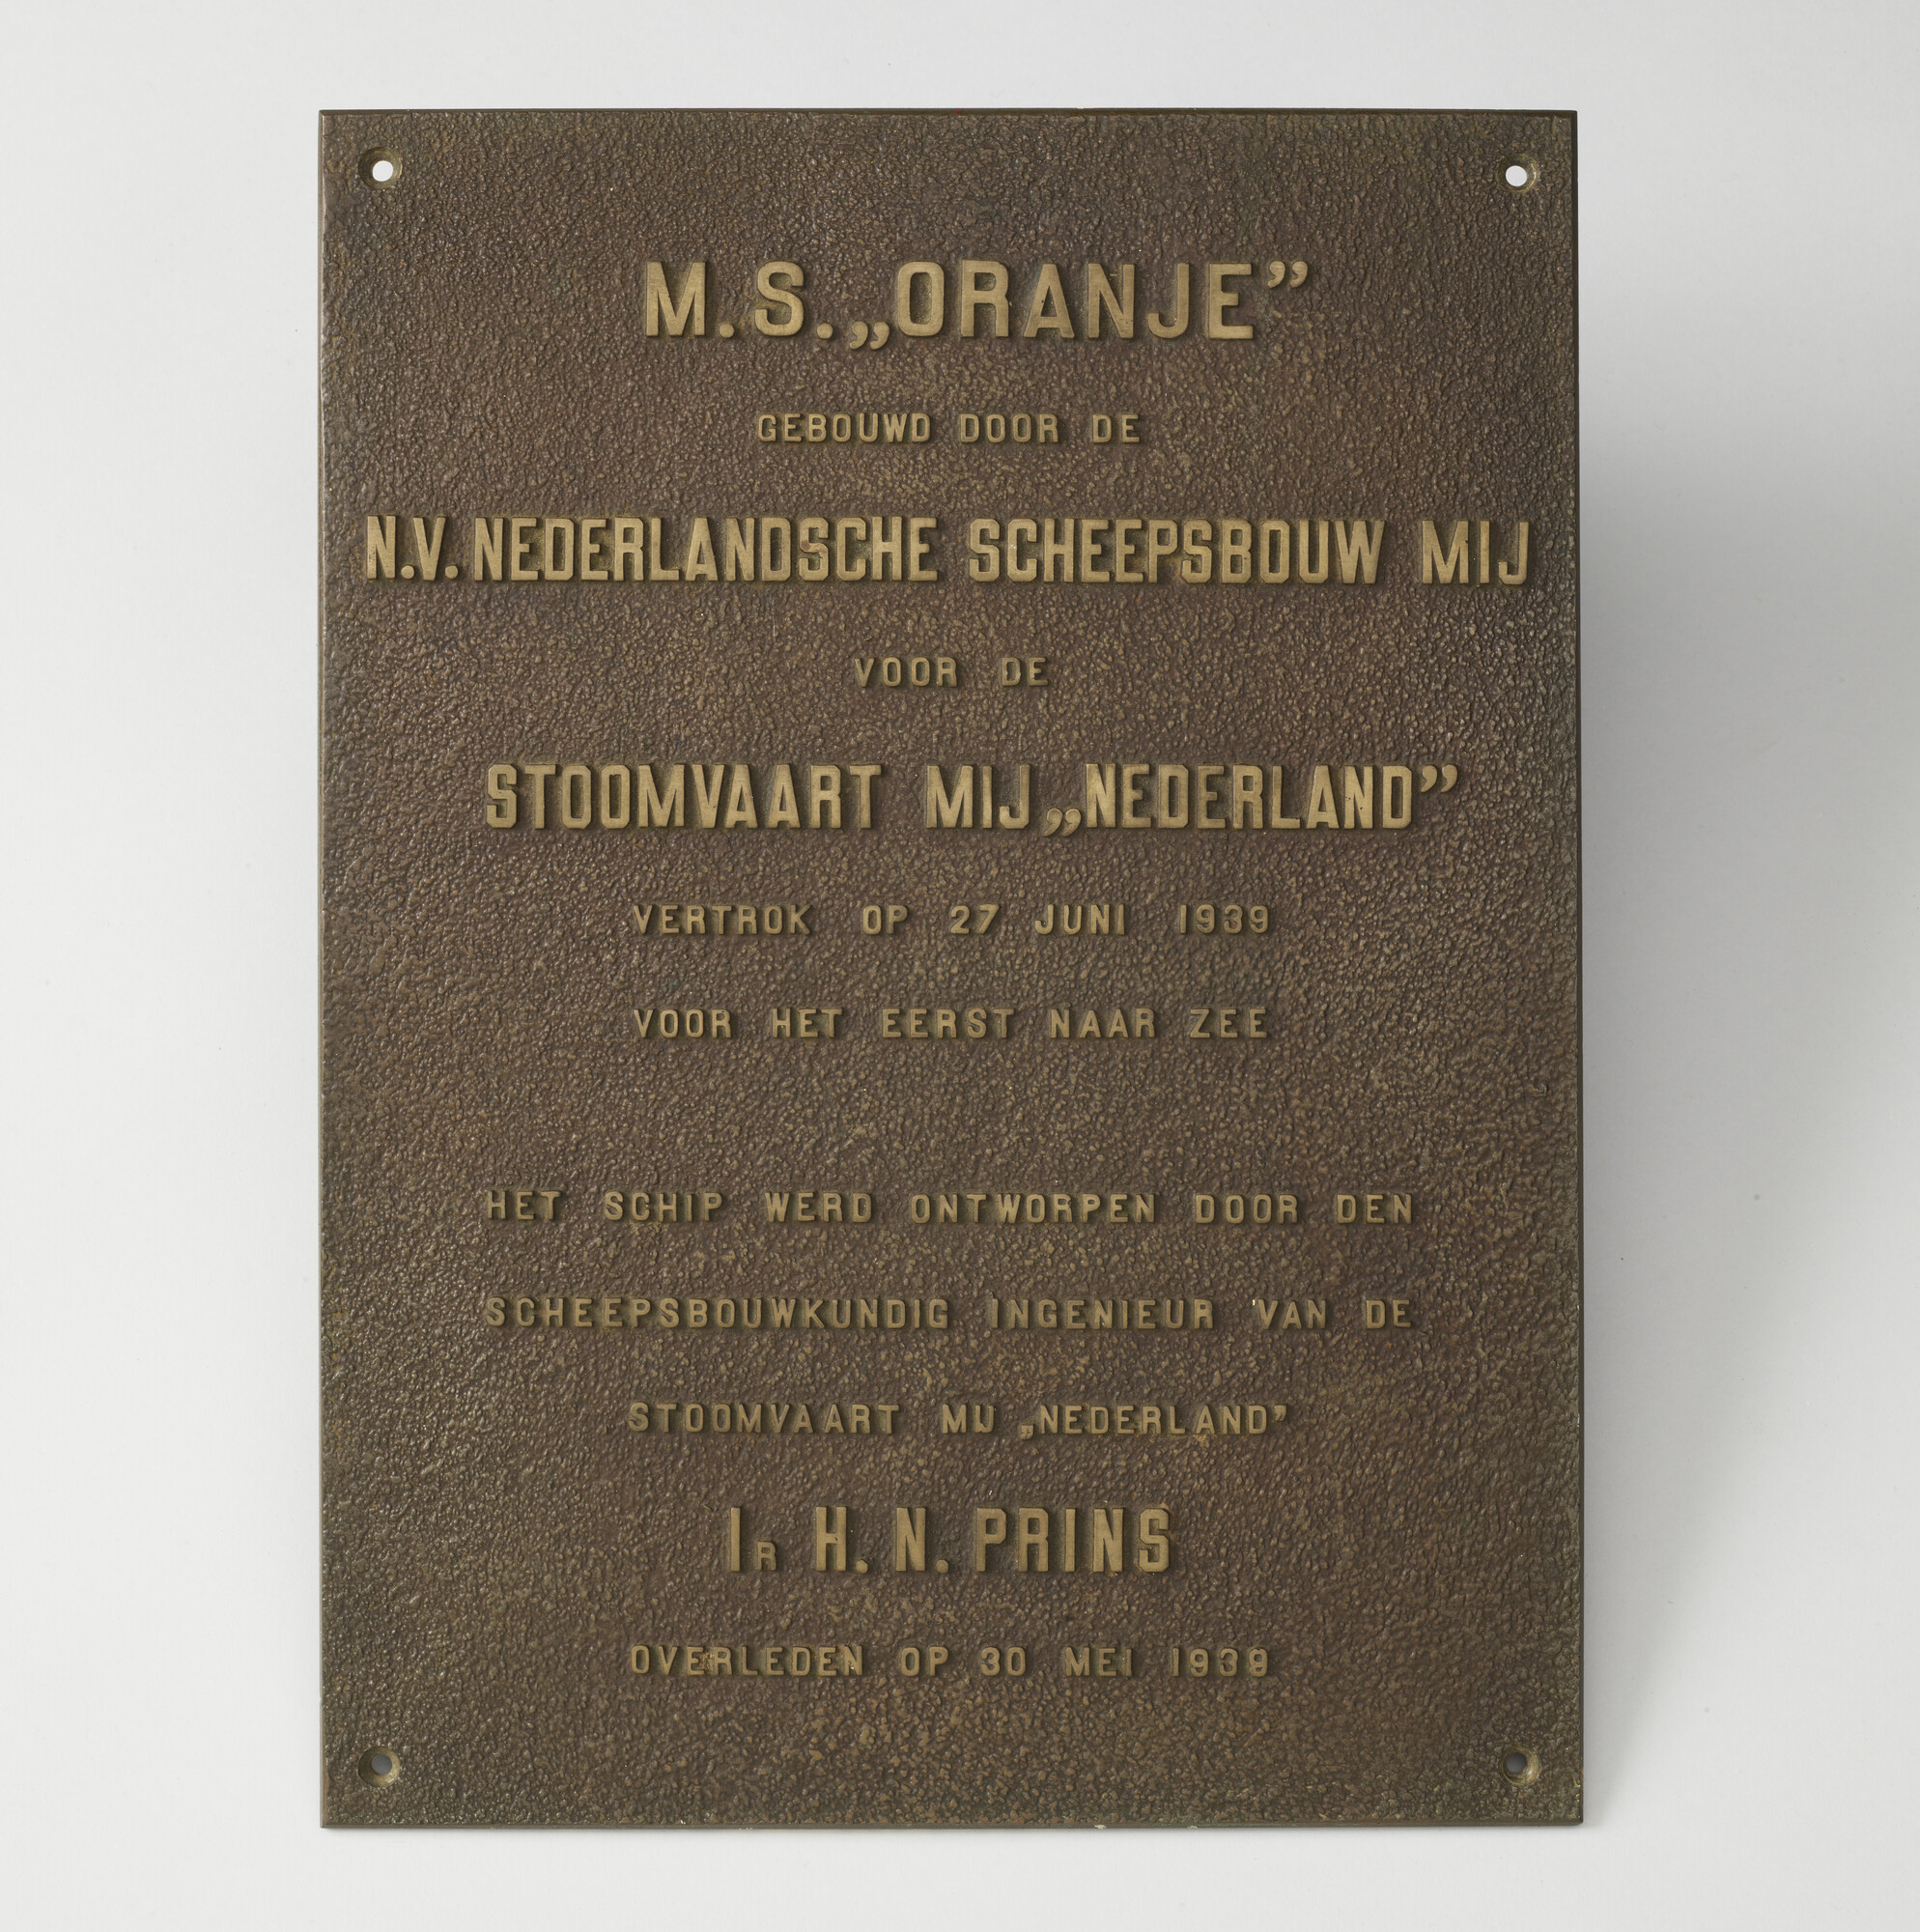 M.S. „ORANJE”
GEBOUWD DOOR DE
N.V. NEDERLANDSCHE SCHEEPSBOUW MIJ
VOOR DE
STOOMVAART MIJ „NEDERLAND”
VERTROK OP 27 JUNI 1939
VOOR HET EERST NAAR ZEE
HET SCHIP WERD ONTWORPEN DOOR DEN
SCHEEPSBOUWKUNDIG INGENIEUR VAN DE
STOOMVAART MIJ „NEDERLAND”
IR H. N. PRINS
OVERLEDEN OP 30 MEI 1939